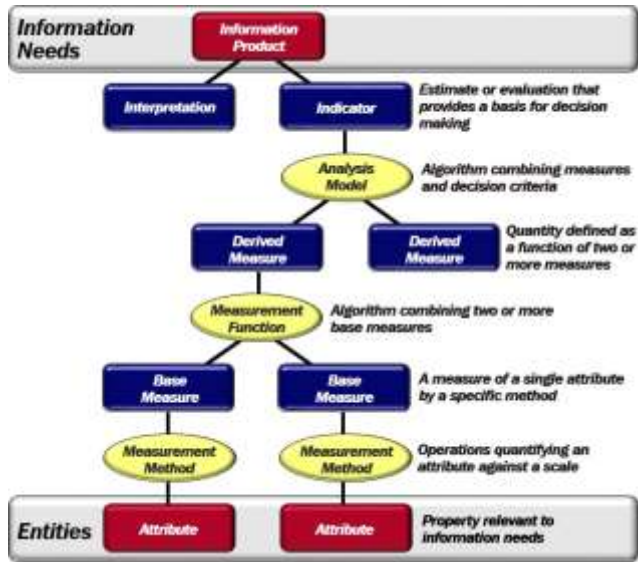 Information
Needs
Information
Product
Interpretation
Indicator
Estimate or evaluation that
provides a basis for decision
making
Analysis
Model
Algorithm combining measures
and decision criteria
Derived
Measure
Derived
Measure
Quantity defined as
a function of two or
more measures
Measurement
Function
Algorithm combining two or more
base measures
Base
Measure
Base
Measure
A measure of a single attribute
by a specific method
Measurement
Method
Measurement
Method
Operations quantifying an
attribute against a scale
Entities
Attribute
Attribute
Property relevant to
information needs